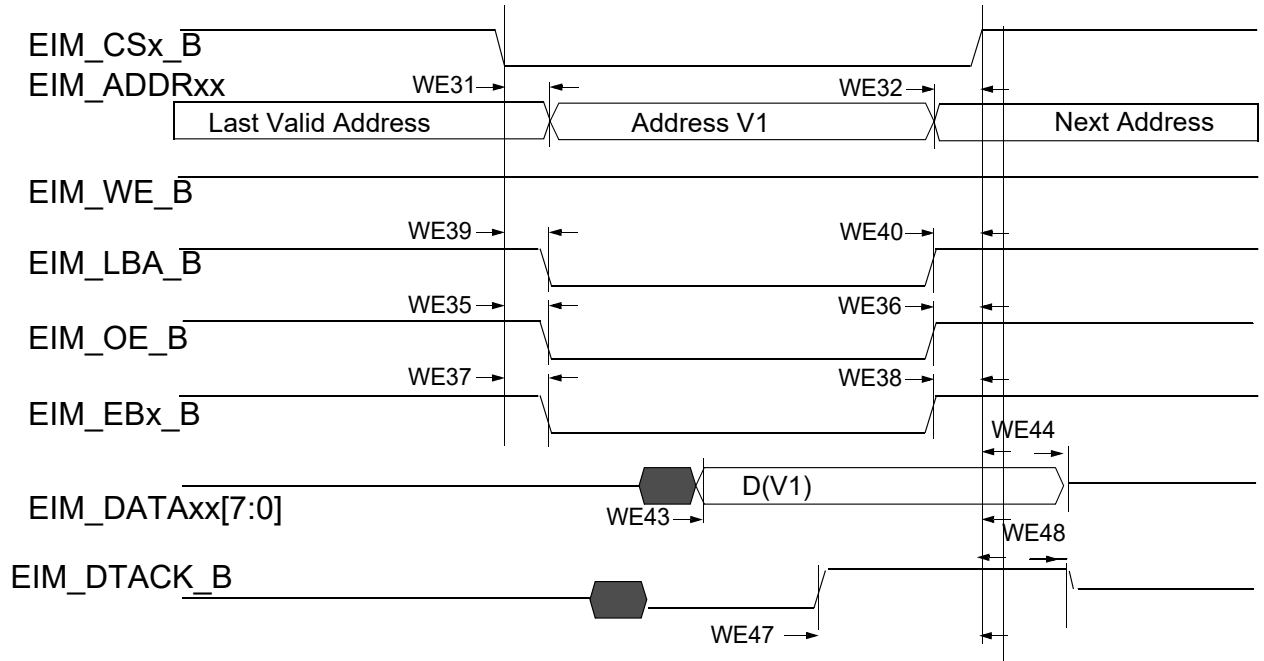 EIM_CSx_B
EIM_ADDRxx
WE31
WE32
Last Valid Address
Address V1
Next Address
EIM_WE_B
WE39
WE40
EIM_LBA_B
WE35
WE36
EIM_OE_B
WE37
WE38
EIM_EBx_B
WE44
D(V1)
EIM_DATAxx[7:0]
WE43
WE48
EIM_DTACK_B
WE47